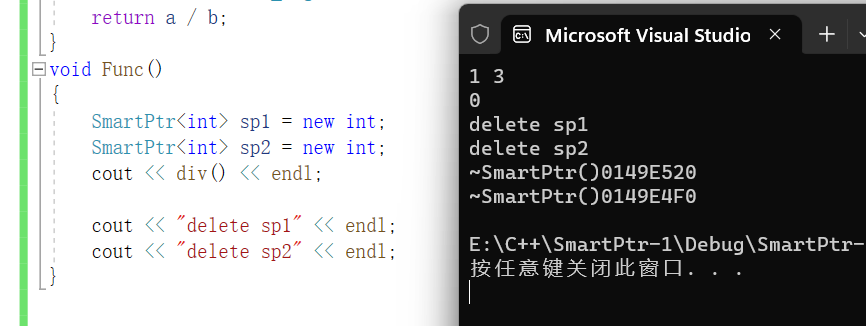 return a / b;
}
void Func()
{
SmartPtr<int> sp1 = new int;
SmartPtr<int> sp2 = new int;
cout << div() << endl;
cout << "delete sp1" << endl;
cout << "delete sp2" << endl;
}
Microsoft Visual Studio
1 3
0
delete sp1
delete sp2
~SmartPtr()0149E520
~SmartPtr()0149E4F0
E:\C++\SmartPtr-1\Debug\SmartPtr-
按任意键关闭此窗口. . .